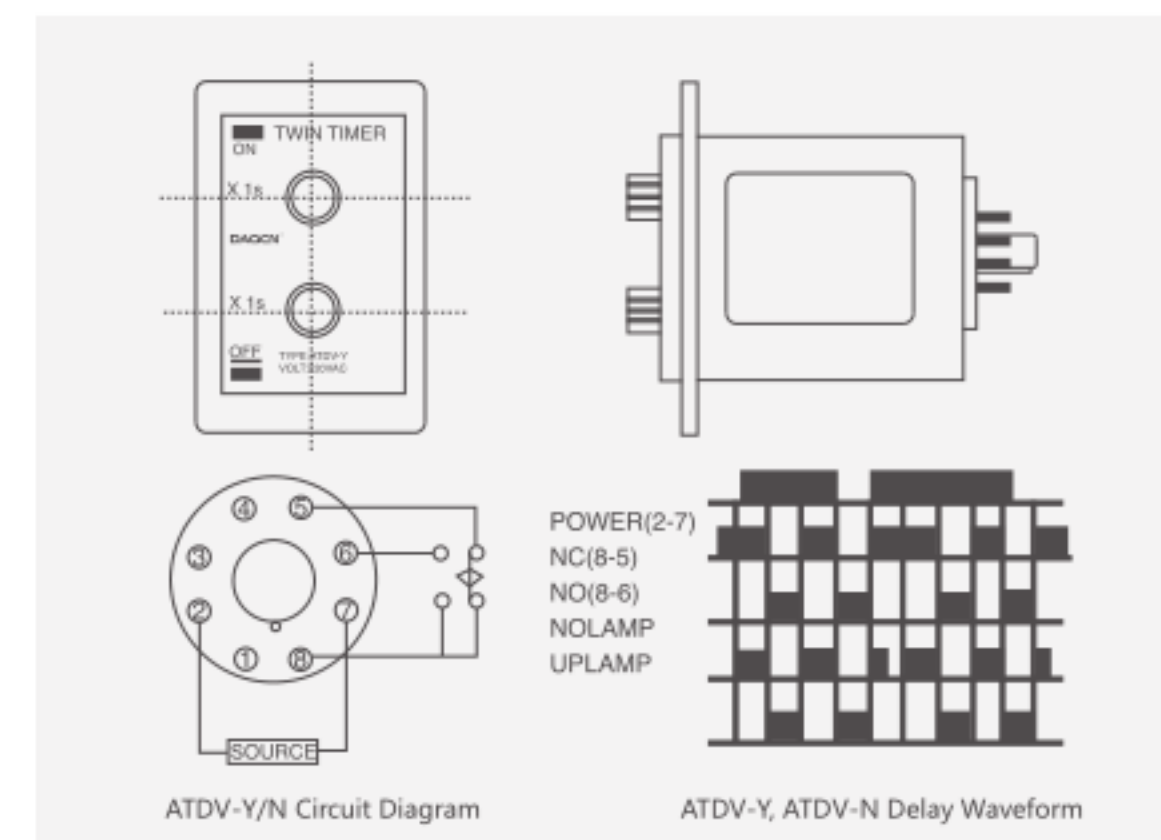 TWIN TIMER
ON
X 1s
DAQCN
X 1s
OFF
TYPE:ATDV-Y
④ ⑤
③ ⑥
② ⑦
① ⑧
SOURCE
ATDV-Y/N Circuit Diagram
POWER(2-7)
NC(8-5)
NO(8-6)
NOLAMP
UPLAMP
ATDV-Y, ATDV-N Delay Waveform